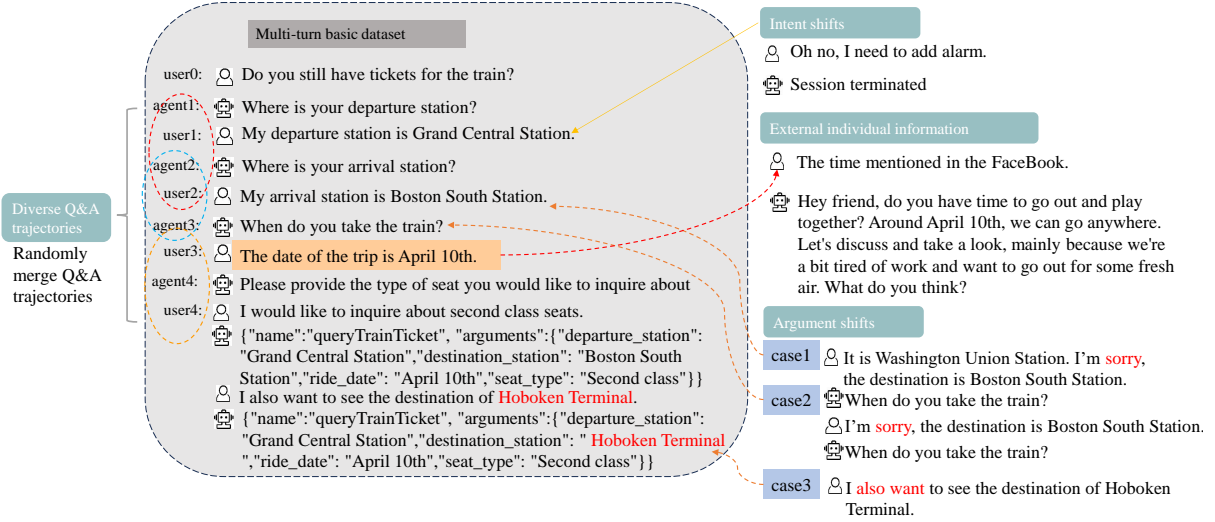 Multi-turn basic dataset
user0: Do you still have tickets for the train?
agent1: Where is your departure station?
user1: My departure station is Grand Central Station.
agent2: Where is your arrival station?
user2: My arrival station is Boston South Station.
agent3: When do you take the train?
user3: The date of the trip is April 10th.
agent4: Please provide the type of seat you would like to inquire about
user4: I would like to inquire about second class seats.
{"name":"queryTrainTicket", "arguments":{"departure_station":
"Grand Central Station","destination_station": "Boston South
Station","ride_date": "April 10th","seat_type": "Second class"}}
I also want to see the destination of Hoboken Terminal.
{"name":"queryTrainTicket", "arguments":{"departure_station":
"Grand Central Station","destination_station": " Hoboken Terminal
","ride_date": "April 10th","seat_type": "Second class"}}
Diverse Q&A
trajectories
Randomly
merge Q&A
trajectories
Intent shifts
Oh no, I need to add alarm.
Session terminated
External individual information
The time mentioned in the FaceBook.
Hey friend, do you have time to go out and play
together? Around April 10th, we can go anywhere.
Let's discuss and take a look, mainly because we're
a bit tired of work and want to go out for some fresh
air. What do you think?
Argument shifts
case1 It is Washington Union Station. I'm sorry,
the destination is Boston South Station.
case2 When do you take the train?
I'm sorry, the destination is Boston South Station.
When do you take the train?
case3 I also want to see the destination of Hoboken
Terminal.